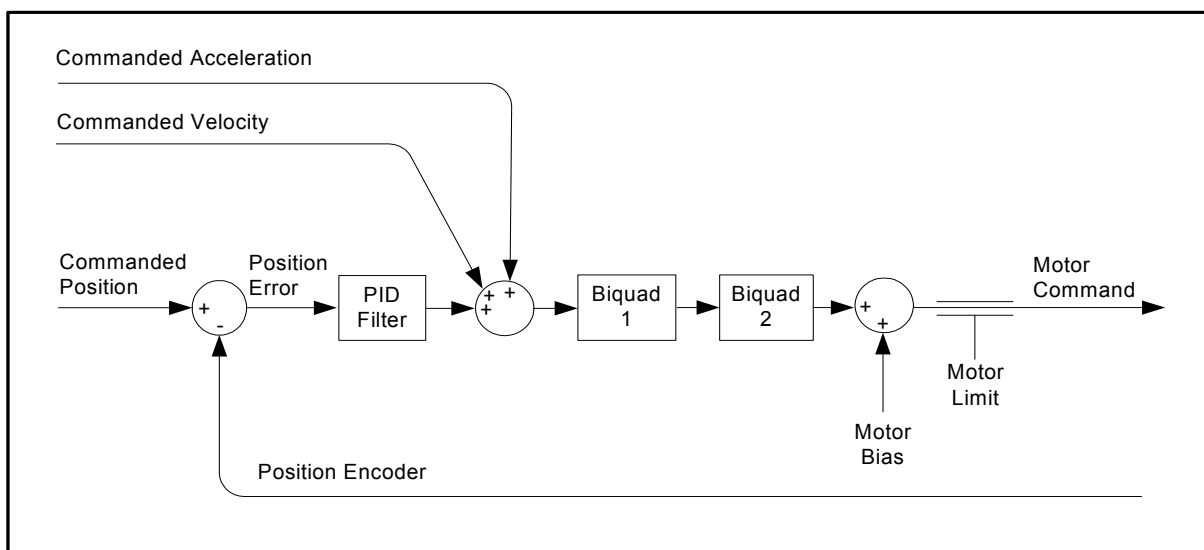 Commanded Acceleration
Commanded Velocity
Commanded
Position
+
-
Position
Error
PID
Filter
+
+
+
Biquad
1
Biquad
2
+
+
Motor
Command
Motor
Limit
Motor
Bias
Position Encoder